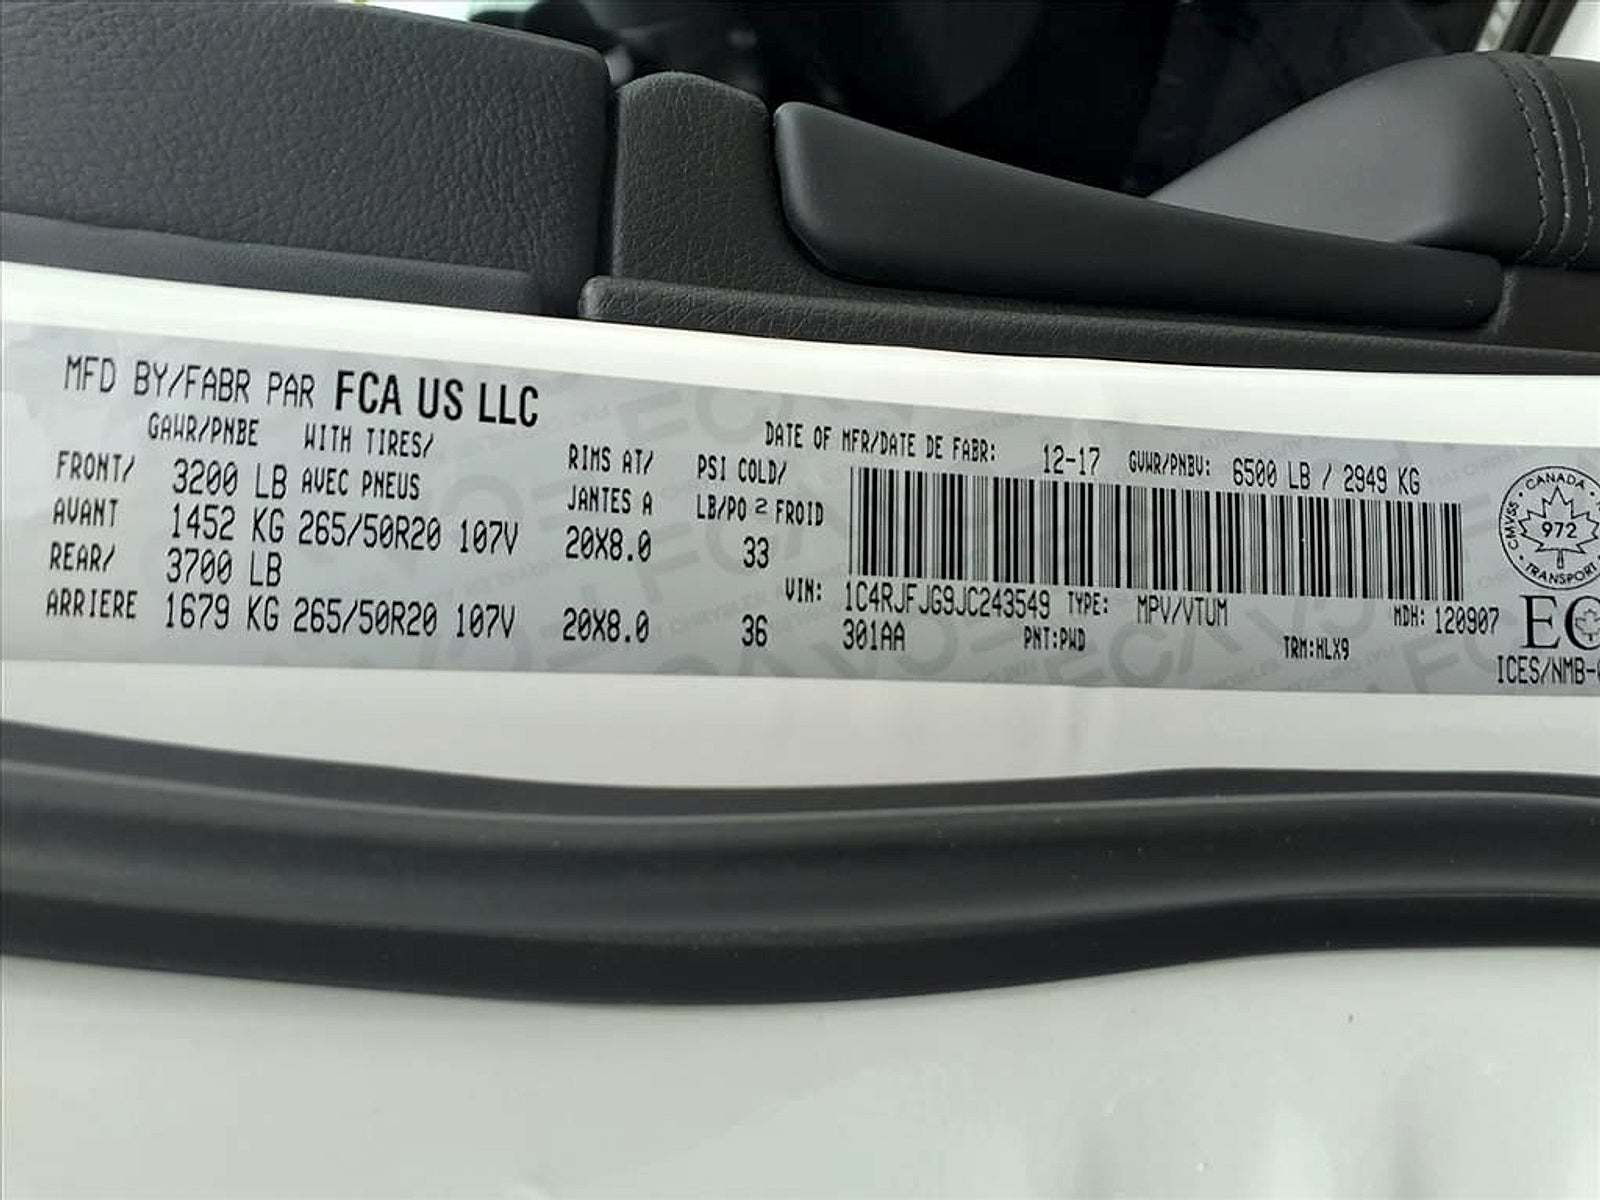 MFD BY/FABR PAR FCA US LLC
DATE OF MFR/DATE DE FABR: 12-17 GVWR/PNBV: 6500 LB / 2949 KG
GAWR/PNBE WITH TIRES/ RIMS AT/ PSI COLD/
FRONT/ 3200 LB AVEC PNEUS JANTES A LB/PO 2 FROID
AVANT 1452 KG 265/50R20 107V 20X8.0 33
REAR/ 3700 LB
ARRIERE 1679 KG 265/50R20 107V 20X8.0 36
VIN: 1C4RJFJG9JC243549 TYPE: MPV/VTUM MDH: 120907
301AA PNT:PWD TRM:HLX9
CANADA
CMVSS 972
TRANSPORT
EC
ICES/NMB-